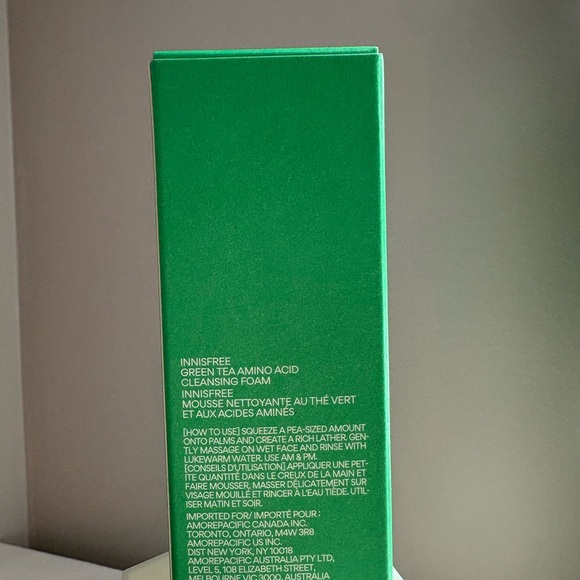 INNISFREE
GREEN TEA AMINO ACID
CLEANSING FOAM
INNISFREE
MOUSSE NETTOYANTE AU THÉ VERT
ET AUX ACIDES AMINÉS
[HOW TO USE] SQUEEZE A PEA-SIZED AMOUNT
ONTO PALMS AND CREATE A RICH LATHER. GEN-
TLY MASSAGE ON WET FACE AND RINSE WITH
LUKEWARM WATER. USE AM & PM.
[CONSEILS D'UTILISATION] APPLIQUER UNE PET-
ITE QUANTITÉ DANS LE CREUX DE LA MAIN ET
FAIRE MOUSSER, MASSER DÉLICATEMENT SUR
VISAGE MOUILLÉ ET RINCER À L'EAU TIÈDE. UTIL-
ISER MATIN ET SOIR.
IMPORTED FOR/ IMPORTÉ POUR :
AMOREPACIFIC CANADA INC.
TORONTO, ONTARIO, M4W 3R8
AMOREPACIFIC US INC.
DIST NEW YORK, NY 10018
AMOREPACIFIC AUSTRALIA PTY LTD,
LEVEL 5, 108 ELIZABETH STREET,
MELBOURNE VIC 3000, AUSTRALIA